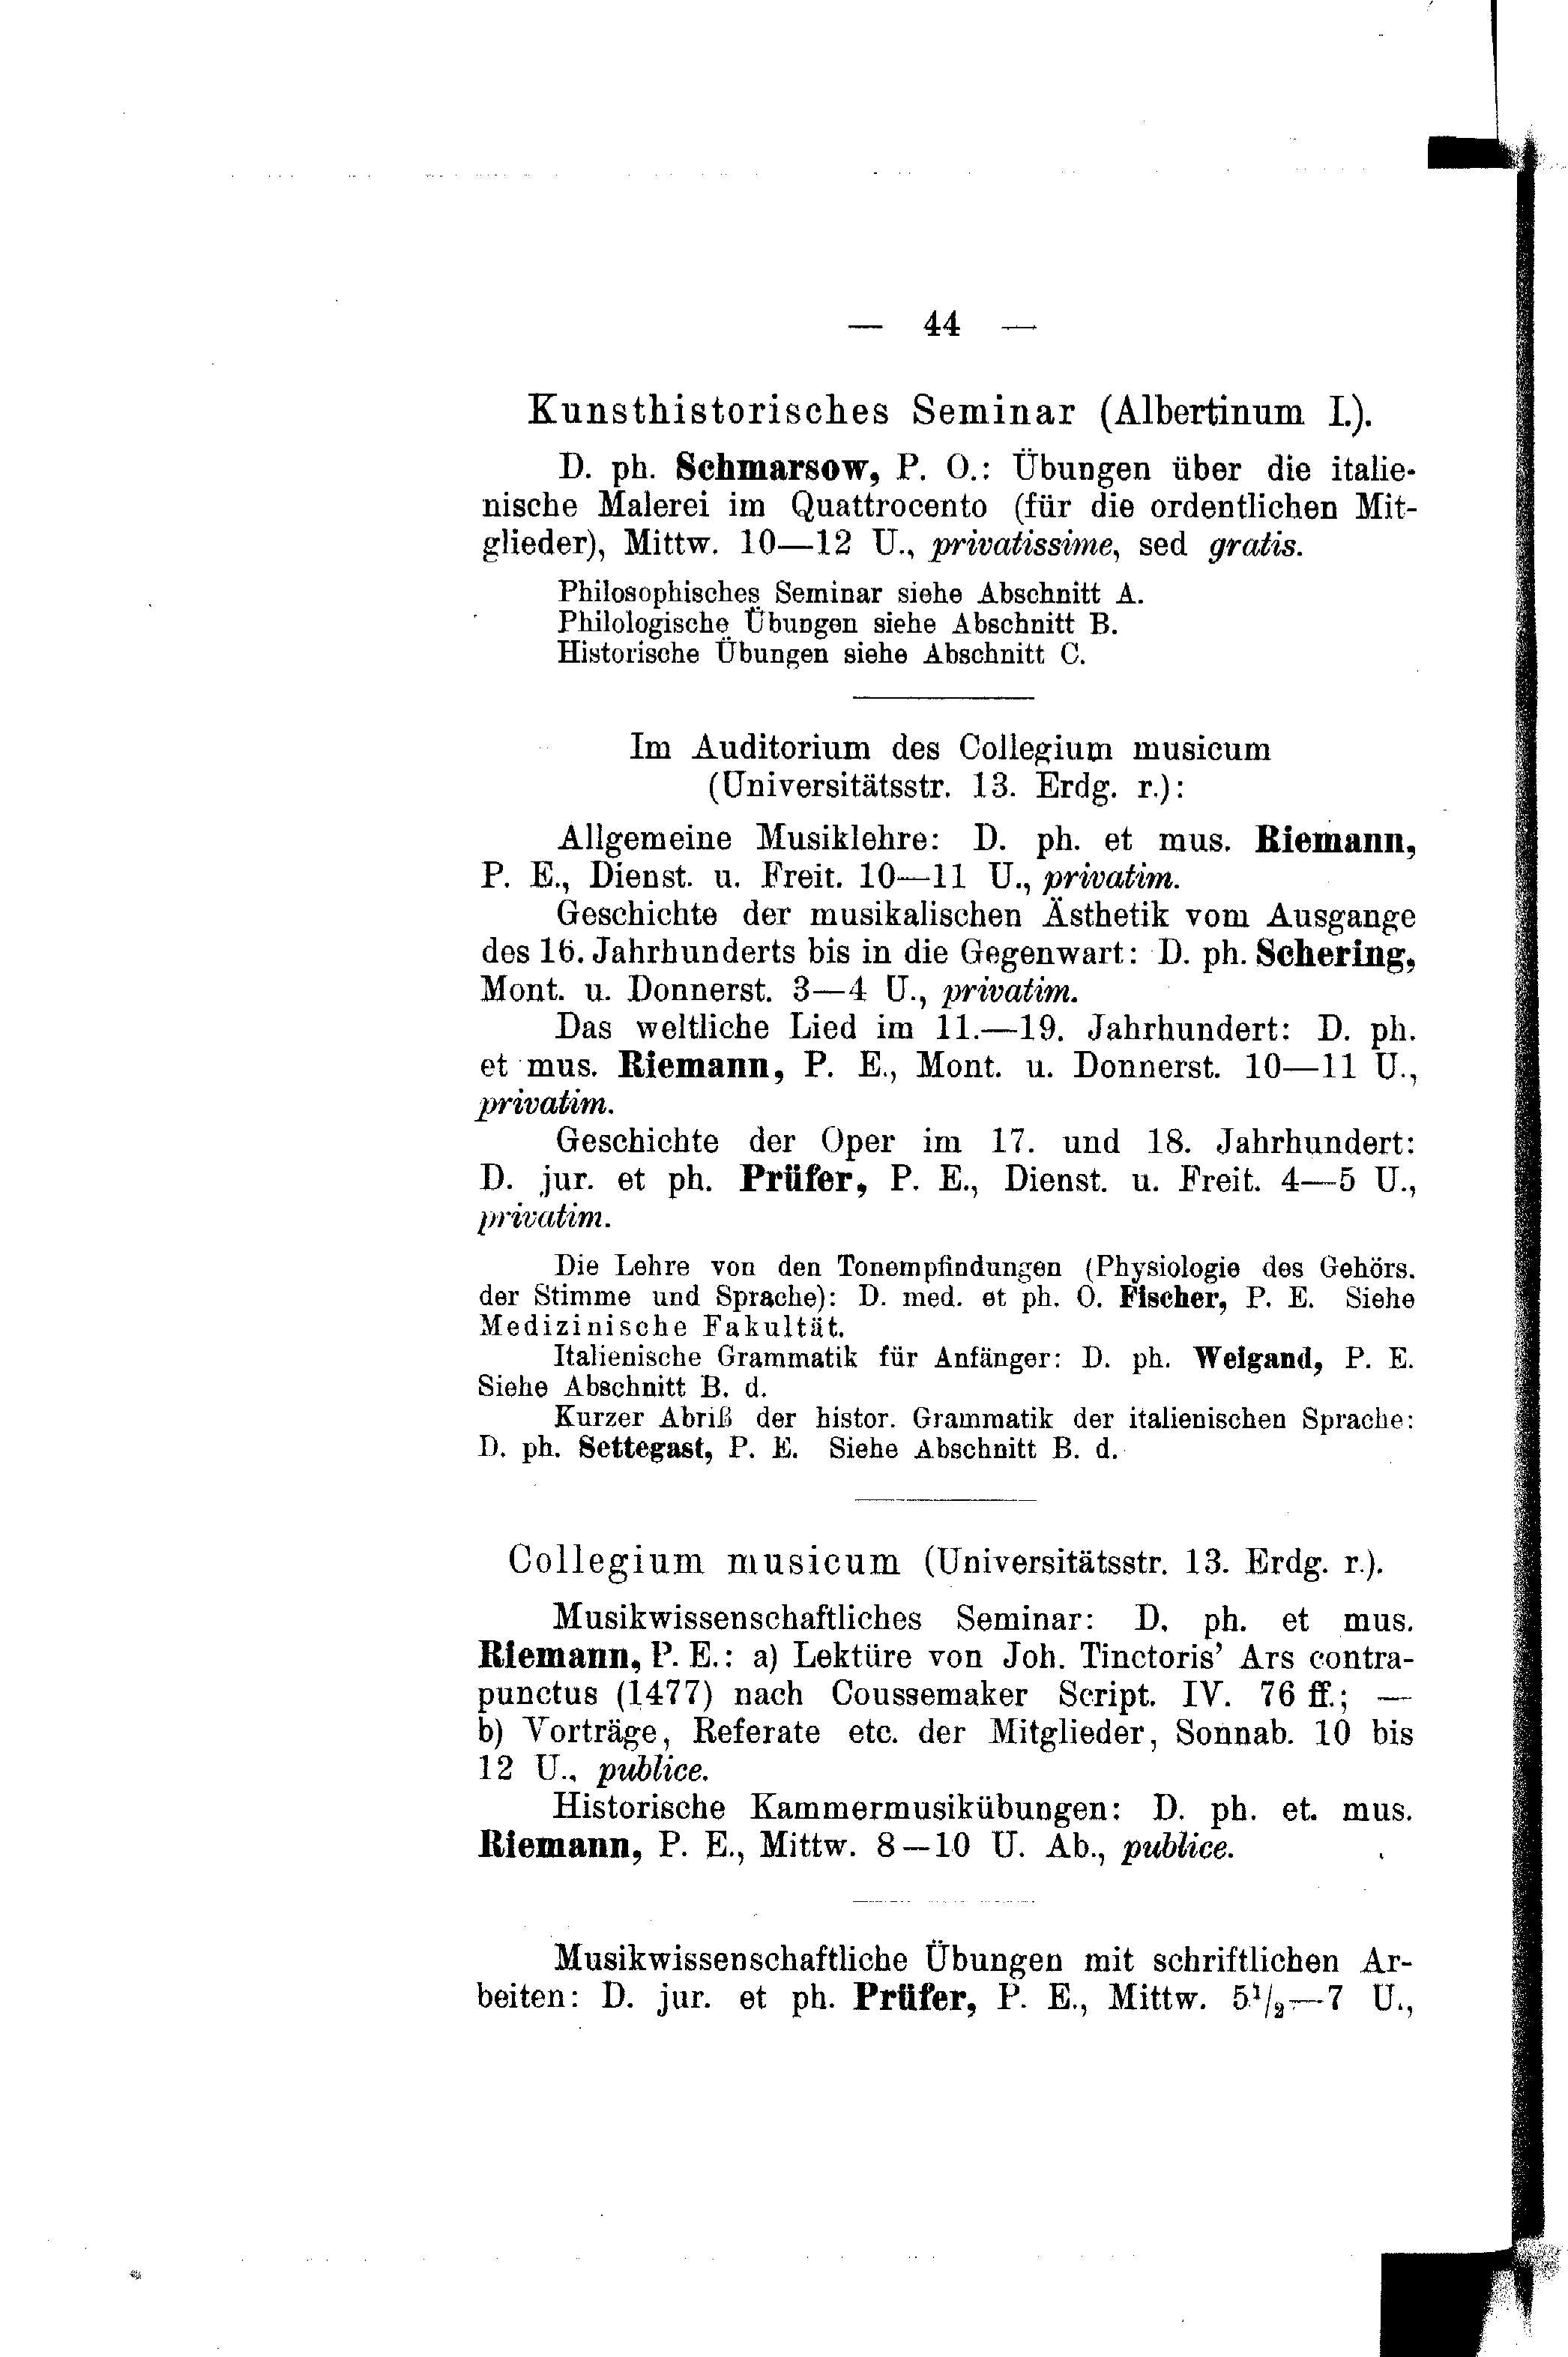 — 44 —
Kunsthistorisches Seminar (Albertinum I.).
D. ph. Schmarsow, P. O.: Übungen über die italie-
nische Malerei im Quattrocento (für die ordentlichen Mit-
glieder), Mittw. 10—12 U., privatissime, sed gratis.
Philosophisches Seminar siehe Abschnitt A.
Philologische Übungen siehe Abschnitt B.
Historische Übungen siehe Abschnitt C.
Im Auditorium des Collegium musicum
(Universitätsstr. 13. Erdg. r.):
Allgemeine Musiklehre: D. ph. et mus. Riemann,
P. E., Dienst. u. Freit. 10—11 U., privatim.
Geschichte der musikalischen Ästhetik vom Ausgange
des 16. Jahrhunderts bis in die Gegenwart: D. ph. Schering,
Mont. u. Donnerst. 3—4 U., privatim.
Das weltliche Lied im 11.—19. Jahrhundert: D. ph.
et mus. Riemann, P. E., Mont. u. Donnerst. 10—11 U.,
privatim.
Geschichte der Oper im 17. und 18. Jahrhundert:
D. jur. et ph. Prüfer, P. E., Dienst. u. Freit. 4—5 U.,
privatim.
Die Lehre von den Tonempfindungen (Physiologie des Gehörs.
der Stimme und Sprache): D. med. et ph. O. Fischer, P. E. Siehe
Medizinische Fakultät.
Italienische Grammatik für Anfänger: D. ph. Weigand, P. E.
Siehe Abschnitt B. d.
Kurzer Abriß der histor. Grammatik der italienischen Sprache:
D. ph. Settegast, P. E. Siehe Abschnitt B. d.
Collegium musicum (Universitätsstr. 13. Erdg. r.).
Musikwissenschaftliches Seminar: D. ph. et mus.
Riemann, P. E.: a) Lektüre von Joh. Tinctoris' Ars contra-
punctus (1477) nach Coussemaker Script. IV. 76 ff.; —
b) Vorträge, Referate etc. der Mitglieder, Sonnab. 10 bis
12 U., publice.
Historische Kammermusikübungen: D. ph. et. mus.
Riemann, P. E., Mittw. 8—10 U. Ab., publice.
Musikwissenschaftliche Übungen mit schriftlichen Ar-
beiten: D. jur. et ph. Prüfer, P. E., Mittw. 5 1/2—7 U.,